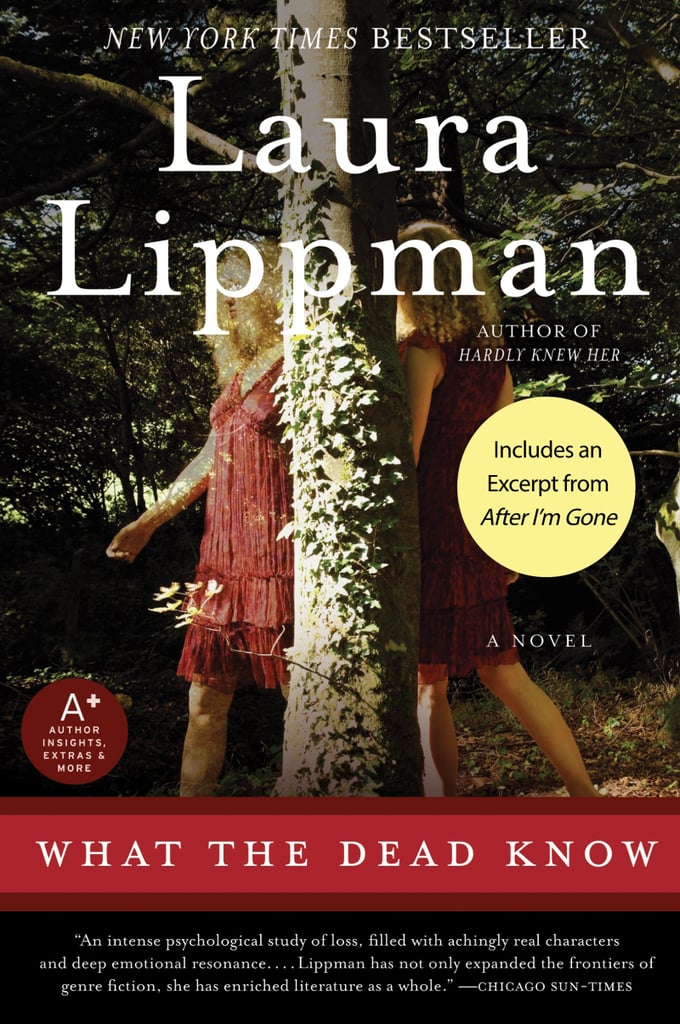 NEW YORK TIMES BESTSELLER
Laura
Lippman
AUTHOR OF
HARDLY KNEW HER
Includes an
Excerpt from
After I'm Gone
A NOVEL
A+
AUTHOR
INSIGHTS,
EXTRAS &
MORE
WHAT THE DEAD KNOW
“An intense psychological study of loss, filled with achingly real characters
and deep emotional resonance.... Lippman has not only expanded the frontiers of
genre fiction, she has enriched literature as a whole.” —CHICAGO SUN-TIMES